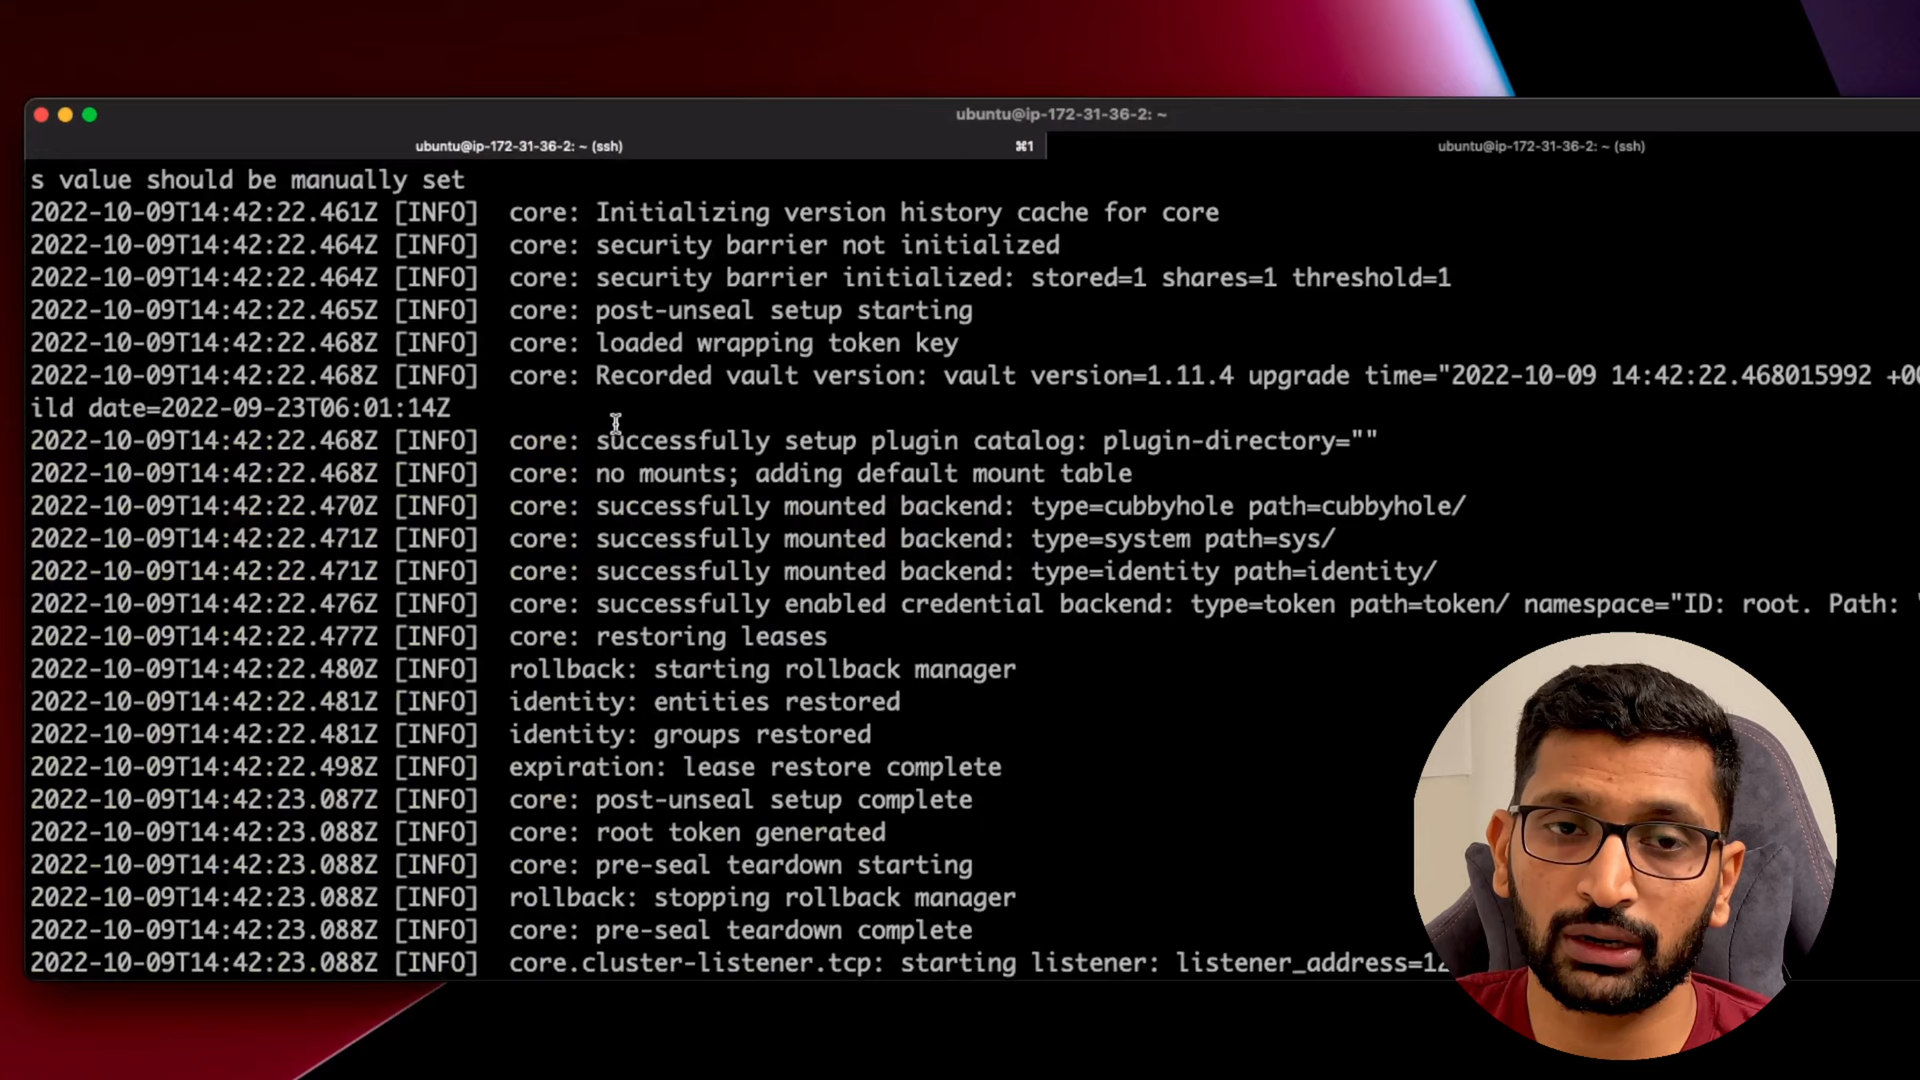 ubuntu@ip-172-31-36-2: ~
ubuntu@ip-172-31-36-2: ~ (ssh) ⌘1 ubuntu@ip-172-31-36-2: ~ (ssh)
s value should be manually set
2022-10-09T14:42:22.461Z [INFO]  core: Initializing version history cache for core
2022-10-09T14:42:22.464Z [INFO]  core: security barrier not initialized
2022-10-09T14:42:22.464Z [INFO]  core: security barrier initialized: stored=1 shares=1 threshold=1
2022-10-09T14:42:22.465Z [INFO]  core: post-unseal setup starting
2022-10-09T14:42:22.468Z [INFO]  core: loaded wrapping token key
2022-10-09T14:42:22.468Z [INFO]  core: Recorded vault version: vault version=1.11.4 upgrade time="2022-10-09 14:42:22.468015992 +00
ild date=2022-09-23T06:01:14Z
2022-10-09T14:42:22.468Z [INFO]  core: successfully setup plugin catalog: plugin-directory=""
2022-10-09T14:42:22.468Z [INFO]  core: no mounts; adding default mount table
2022-10-09T14:42:22.470Z [INFO]  core: successfully mounted backend: type=cubbyhole path=cubbyhole/
2022-10-09T14:42:22.471Z [INFO]  core: successfully mounted backend: type=system path=sys/
2022-10-09T14:42:22.471Z [INFO]  core: successfully mounted backend: type=identity path=identity/
2022-10-09T14:42:22.476Z [INFO]  core: successfully enabled credential backend: type=token path=token/ namespace="ID: root. Path: "
2022-10-09T14:42:22.477Z [INFO]  core: restoring leases
2022-10-09T14:42:22.480Z [INFO]  rollback: starting rollback manager
2022-10-09T14:42:22.481Z [INFO]  identity: entities restored
2022-10-09T14:42:22.481Z [INFO]  identity: groups restored
2022-10-09T14:42:22.498Z [INFO]  expiration: lease restore complete
2022-10-09T14:42:23.087Z [INFO]  core: post-unseal setup complete
2022-10-09T14:42:23.088Z [INFO]  core: root token generated
2022-10-09T14:42:23.088Z [INFO]  core: pre-seal teardown starting
2022-10-09T14:42:23.088Z [INFO]  rollback: stopping rollback manager
2022-10-09T14:42:23.088Z [INFO]  core: pre-seal teardown complete
2022-10-09T14:42:23.088Z [INFO]  core.cluster-listener.tcp: starting listener: listener_address=12